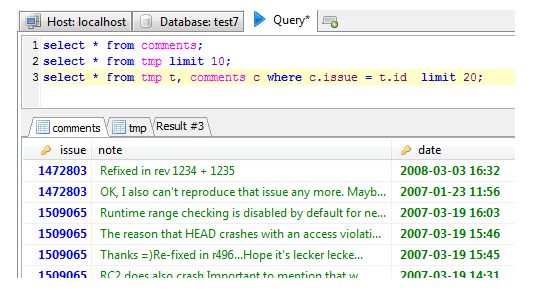 Host: localhost Database: test7 Query*
1 select * from comments;
2 select * from tmp limit 10;
3 select * from tmp t, comments c where c.issue = t.id limit 20;
comments tmp Result #3
issue note date
1472803 Refixed in rev 1234 + 1235 2008-03-03 16:32
1472803 OK, I also can't reproduce that issue any more. Mayb... 2007-01-23 11:56
1509065 Runtime range checking is disabled by default for ne... 2007-03-19 16:03
1509065 The reason that HEAD crashes with an access violati... 2007-03-19 15:46
1509065 Thanks =)Re-fixed in r496...Hope it's lecker lecke... 2007-03-19 15:45
1509065 RC2 does also crash Important to mention that w 2007-03-19 14:31